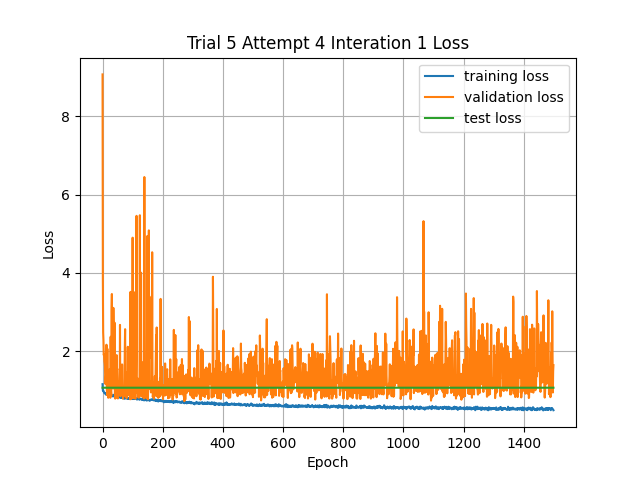 Trial 5 Attempt 4 Interation 1 Loss
training loss
validation loss
test loss
8
6
4
2
Loss
0 200 400 600 800 1000 1200 1400
Epoch